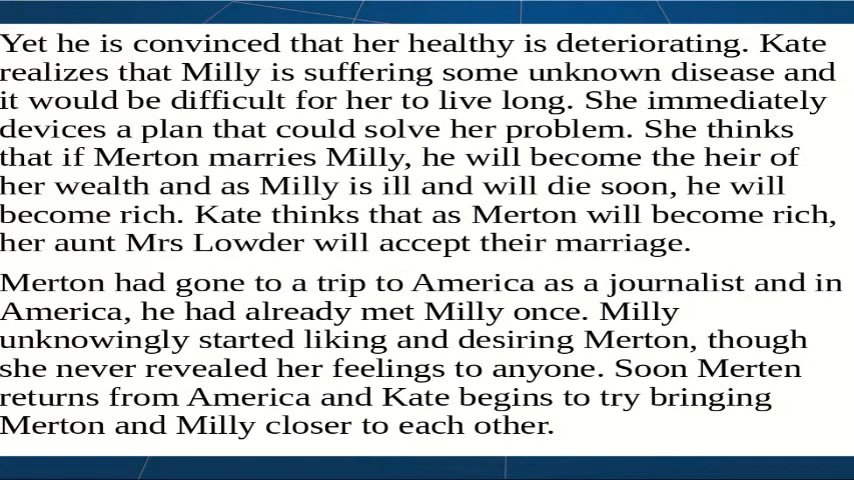 Yet he is convinced that her healthy is deteriorating. Kate
realizes that Milly is suffering some unknown disease and
it would be difficult for her to live long. She immediately
devices a plan that could solve her problem. She thinks
that if Merton marries Milly, he will become the heir of
her wealth and as Milly is ill and will die soon, he will
become rich. Kate thinks that as Merton will become rich,
her aunt Mrs Lowder will accept their marriage.
Merton had gone to a trip to America as a journalist and in
America, he had already met Milly once. Milly
unknowingly started liking and desiring Merton, though
she never revealed her feelings to anyone. Soon Merten
returns from America and Kate begins to try bringing
Merton and Milly closer to each other.